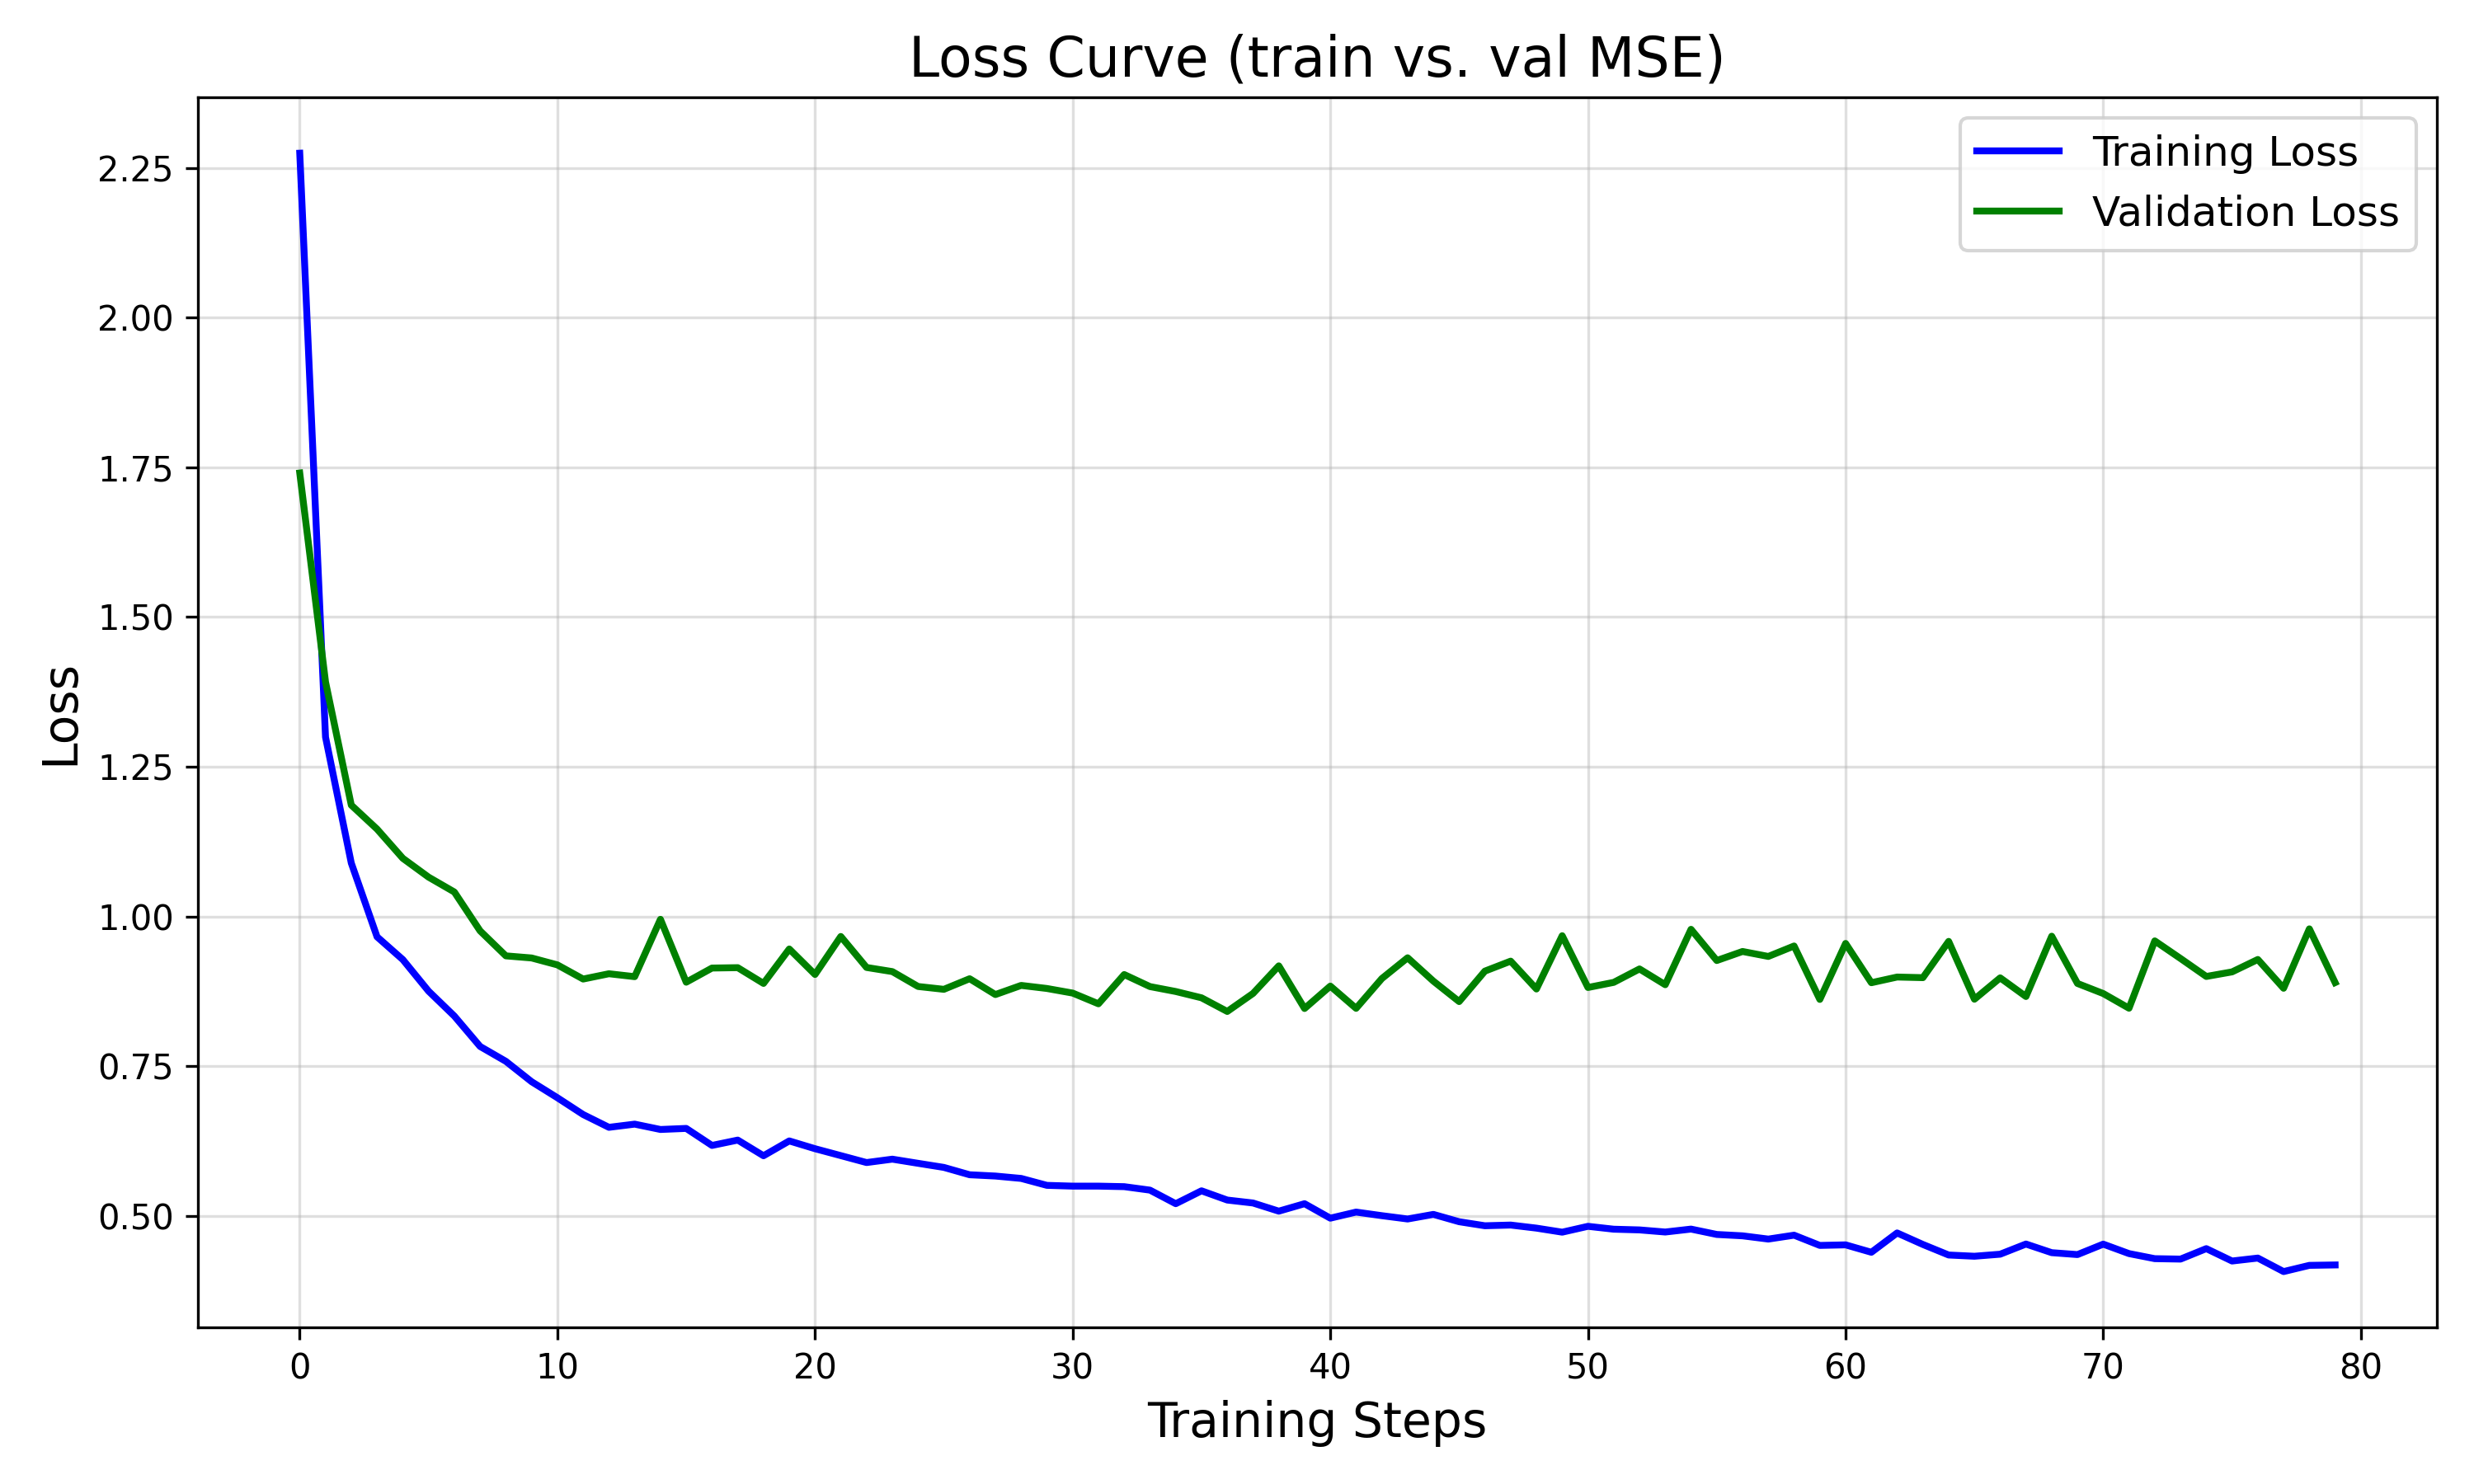 Loss Curve (train vs. val MSE)
Training Loss
Validation Loss
2.25
2.00
1.75
1.50
1.25
1.00
0.75
0.50
Loss
0 10 20 30 40 50 60 70 80
Training Steps